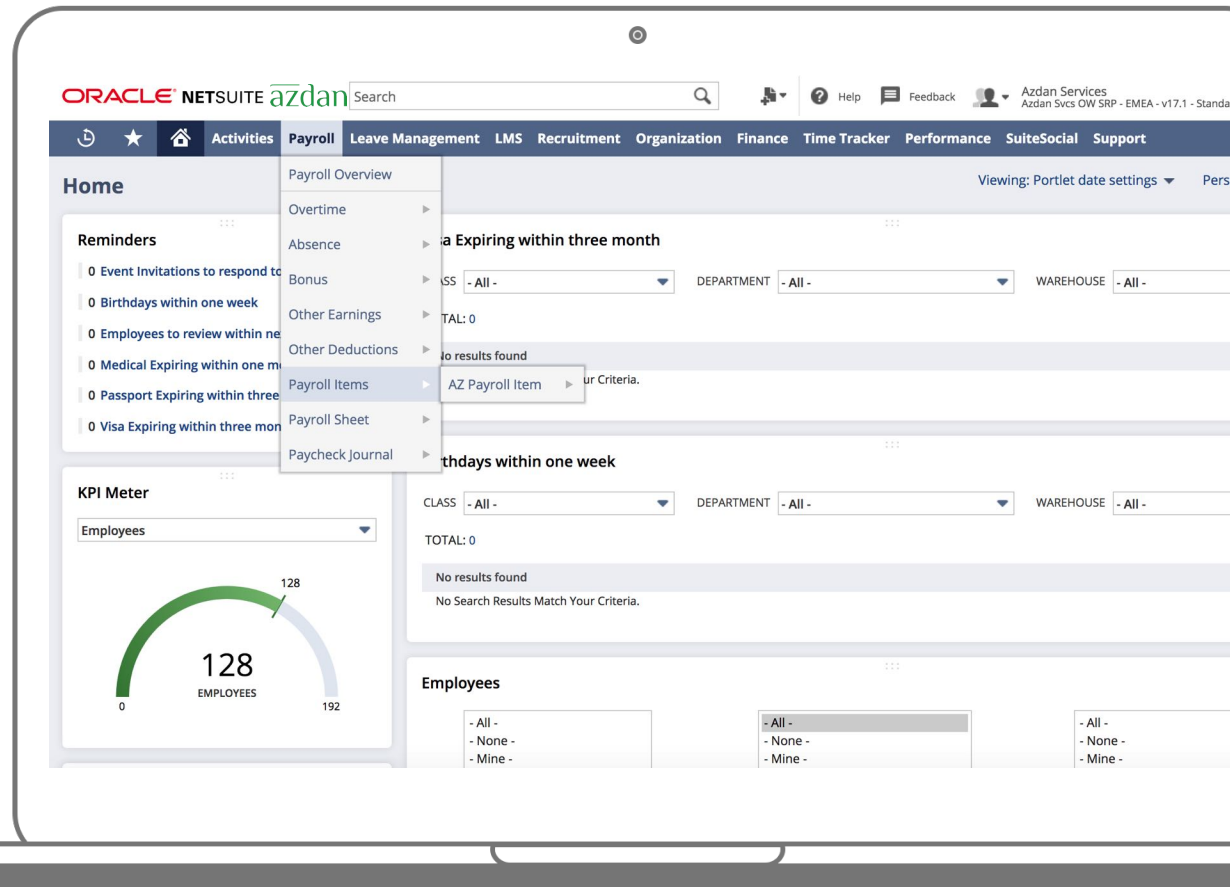 ORACLE NETSUITE azdan
Search
Help
Feedback
Azdan Services
Azdan Svcs OW SRP - EMEA - v17.1 - Standa
Activities Payroll Leave Management LMS Recruitment Organization Finance Time Tracker Performance SuiteSocial Support
Home
Viewing: Portlet date settings
Pers
Payroll Overview
Overtime
Absence
Bonus
Other Earnings
Other Deductions
Payroll Items
AZ Payroll Item
Payroll Sheet
Paycheck Journal
Reminders
0 Event Invitations to respond to
0 Birthdays within one week
0 Employees to review within ne
0 Medical Expiring within one m
0 Passport Expiring within three
0 Visa Expiring within three mon
KPI Meter
Employees
128
128
EMPLOYEES
0
192
a Expiring within three month
ASS - All - DEPARTMENT - All - WAREHOUSE - All -
TAL: 0
No results found
ur Criteria.
rthdays within one week
CLASS - All - DEPARTMENT - All - WAREHOUSE - All -
TOTAL: 0
No results found
No Search Results Match Your Criteria.
Employees
- All -
- None -
- Mine -
- All -
- None -
- Mine -
- All -
- None -
- Mine -